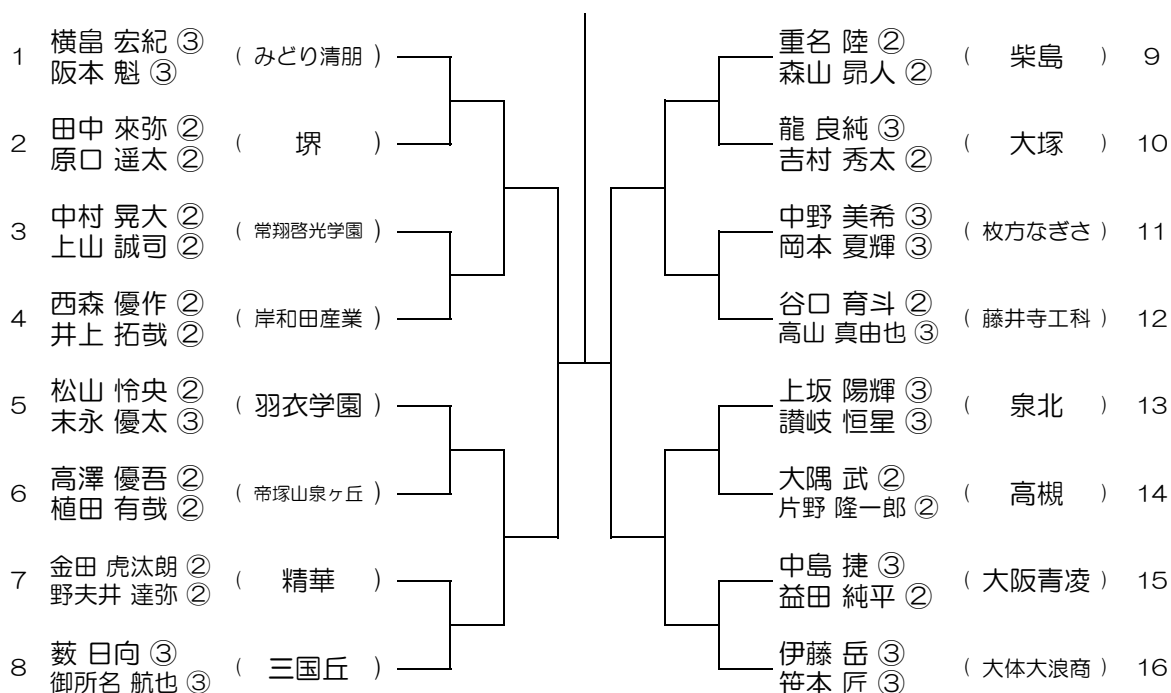 1 横畠 宏紀 ③ ( みどり清朋 )
阪本 魁 ③
2 田中 來弥 ② ( 堺 )
原口 遥太 ②
3 中村 晃大 ② ( 常翔啓光学園 )
上山 誠司 ②
4 西森 優作 ② ( 岸和田産業 )
井上 拓哉 ②
5 松山 怜央 ② ( 羽衣学園 )
末永 優太 ③
6 高澤 優吾 ② ( 帝塚山泉ヶ丘 )
植田 有哉 ②
7 金田 虎汰朗 ② ( 精華 )
野夫井 達弥 ②
8 薮 日向 ③ ( 三国丘 )
御所名 航也 ③
重名 陸 ② ( 柴島 ) 9
森山 昴人 ②
龍 良純 ③ ( 大塚 ) 10
吉村 秀太 ②
中野 美希 ③ ( 枚方なぎさ ) 11
岡本 夏輝 ③
谷口 育斗 ② ( 藤井寺工科 ) 12
高山 真由也 ③
上坂 陽輝 ③ ( 泉北 ) 13
讃岐 恒星 ③
大隅 武 ② ( 高槻 ) 14
片野 隆一郎 ②
中島 捷 ③ ( 大阪青凌 ) 15
益田 純平 ②
伊藤 岳 ③ ( 大体大浪商 ) 16
笹本 匠 ③